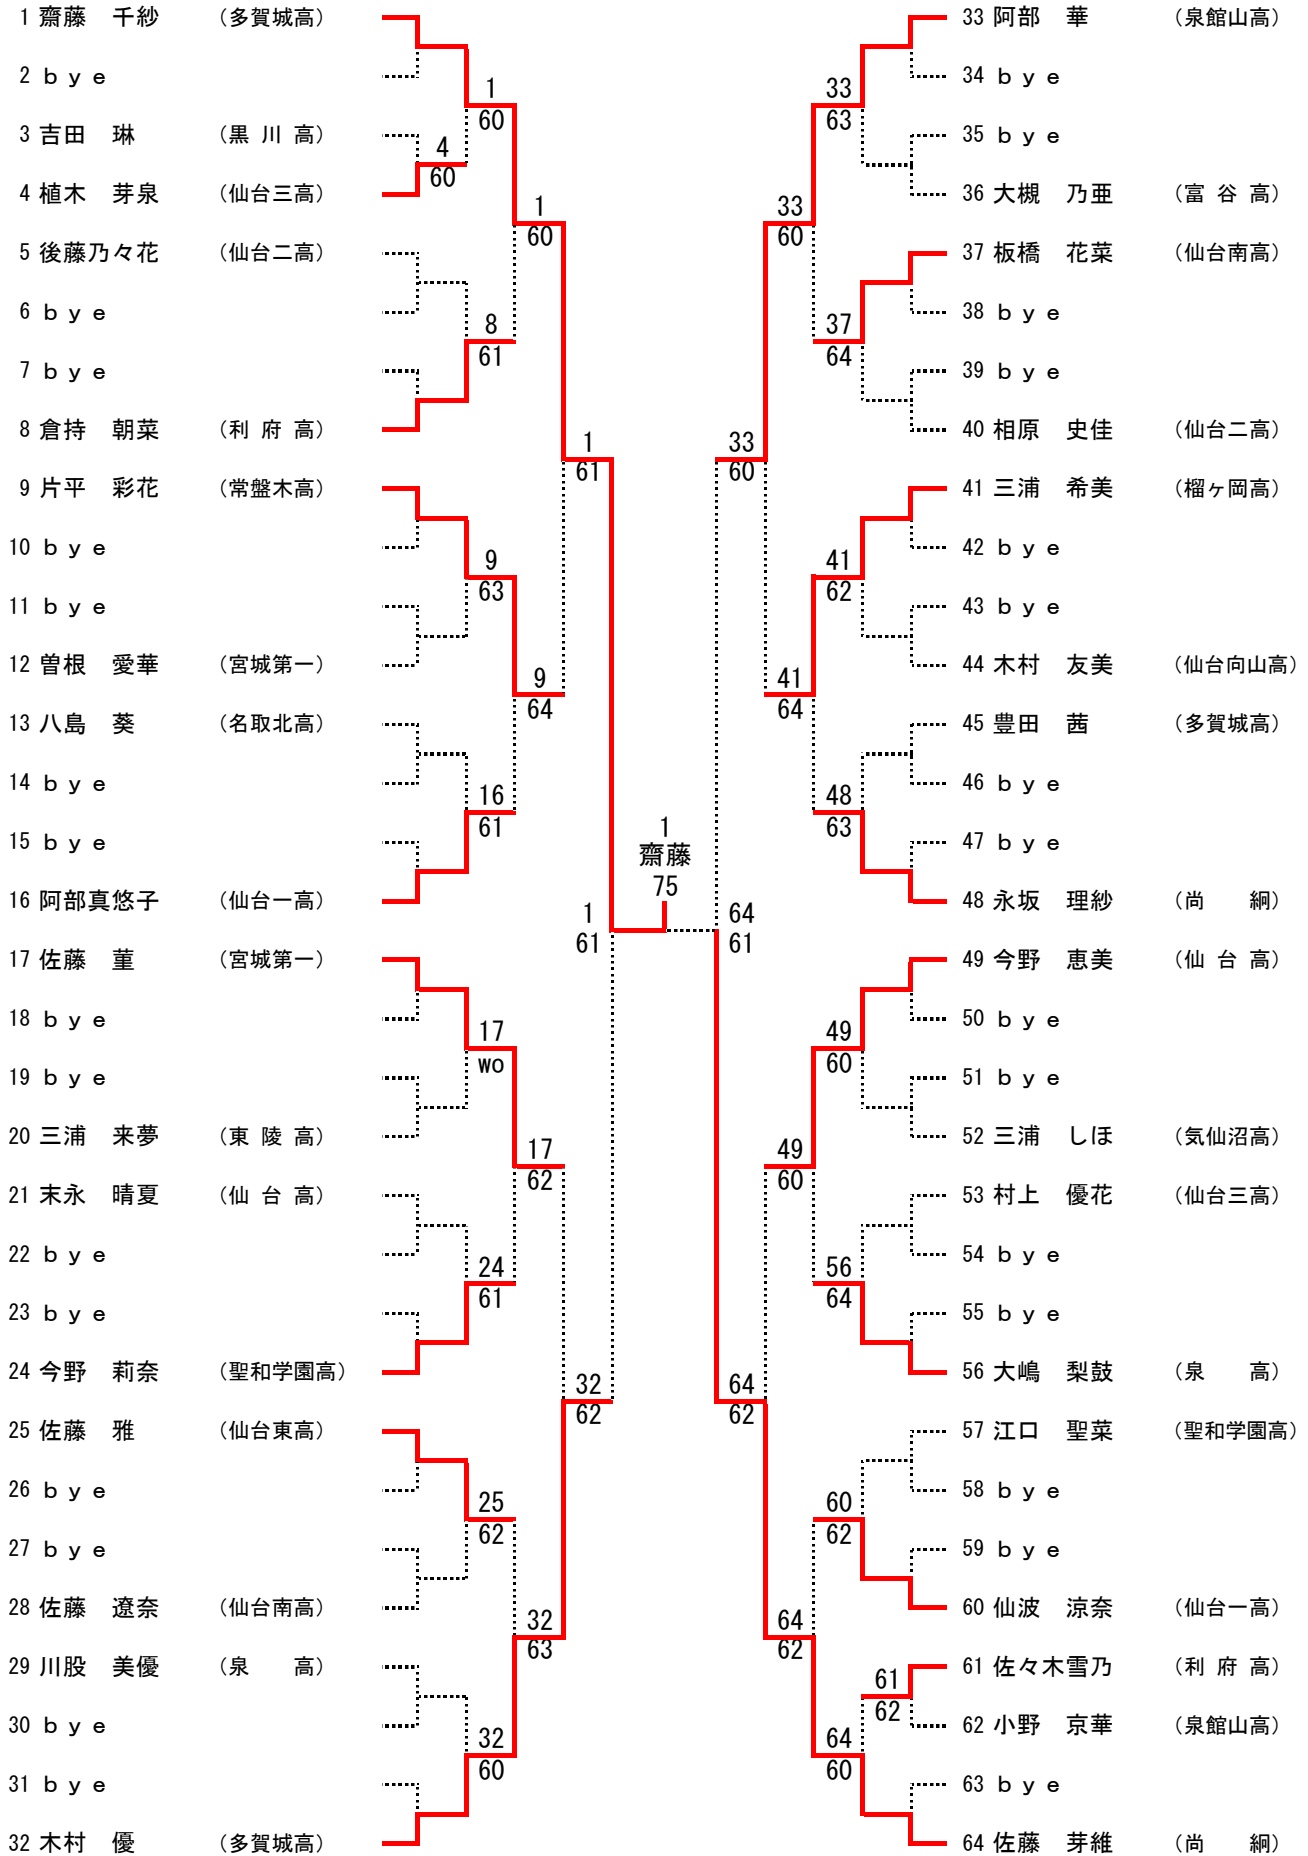 1 齋藤　千紗 （多賀城高）
2 ｂｙｅ
3 吉田　琳 （黒 川 高）
4 植木　芽泉 （仙台三高）
5 後藤乃々花 （仙台二高）
6 ｂｙｅ
7 ｂｙｅ
8 倉持　朝菜 （利 府 高）
9 片平　彩花 （常盤木高）
10 ｂｙｅ
11 ｂｙｅ
12 曽根　愛華 （宮城第一）
13 八島　葵 （名取北高）
14 ｂｙｅ
15 ｂｙｅ
16 阿部真悠子 （仙台一高）
17 佐藤　菫 （宮城第一）
18 ｂｙｅ
19 ｂｙｅ
20 三浦　来夢 （東 陵 高）
21 末永　晴夏 （仙 台 高）
22 ｂｙｅ
23 ｂｙｅ
24 今野　莉奈 （聖和学園高）
25 佐藤　雅 （仙台東高）
26 ｂｙｅ
27 ｂｙｅ
28 佐藤　遼奈 （仙台南高）
29 川股　美優 （泉　　高）
30 ｂｙｅ
31 ｂｙｅ
32 木村　優 （多賀城高）
4
60
1
60
8
61
9
63
16
61
17
wo
24
61
25
62
32
60
1
60
9
64
17
62
32
63
1
61
32
62
1
61
1
齋藤
75
64
61
33
60
64
62
33
60
41
64
49
60
64
62
33
63
37
64
41
62
48
63
49
60
56
64
60
62
64
60
61
62
33 阿部　華 （泉館山高）
34 ｂｙｅ
35 ｂｙｅ
36 大槻　乃亜 （富 谷 高）
37 板橋　花菜 （仙台南高）
38 ｂｙｅ
39 ｂｙｅ
40 相原　史佳 （仙台二高）
41 三浦　希美 （榴ヶ岡高）
42 ｂｙｅ
43 ｂｙｅ
44 木村　友美 （仙台向山高）
45 豊田　茜 （多賀城高）
46 ｂｙｅ
47 ｂｙｅ
48 永坂　理紗 （尚　　絅）
49 今野　恵美 （仙 台 高）
50 ｂｙｅ
51 ｂｙｅ
52 三浦　しほ （気仙沼高）
53 村上　優花 （仙台三高）
54 ｂｙｅ
55 ｂｙｅ
56 大嶋　梨鼓 （泉　　高）
57 江口　聖菜 （聖和学園高）
58 ｂｙｅ
59 ｂｙｅ
60 仙波　涼奈 （仙台一高）
61 佐々木雪乃 （利 府 高）
62 小野　京華 （泉館山高）
63 ｂｙｅ
64 佐藤　芽維 （尚　　絅）